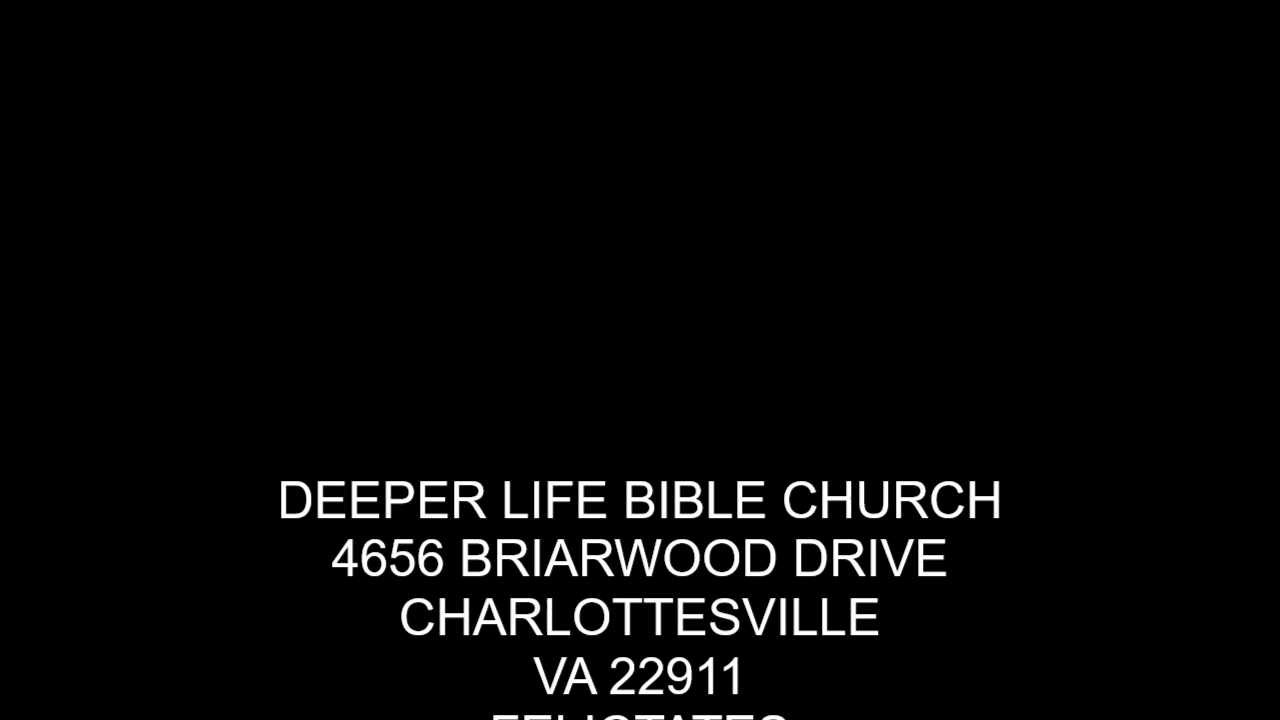 DEEPER LIFE BIBLE CHURCH
4656 BRIARWOOD DRIVE
CHARLOTTESVILLE
VA 22911